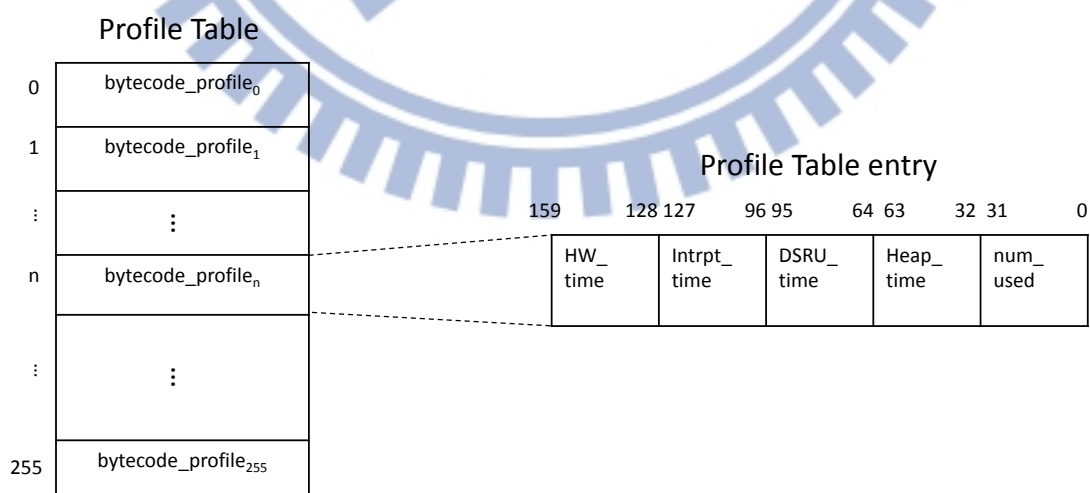 Profile Table
0
bytecode_profile0
1
bytecode_profile1
⋮
⋮
n
bytecode_profilen
⋮
⋮
255
bytecode_profile255
Profile Table entry
159 128 127 96 95 64 63 32 31 0
HW_
time
Intrpt_
time
DSRU_
time
Heap_
time
num_
used